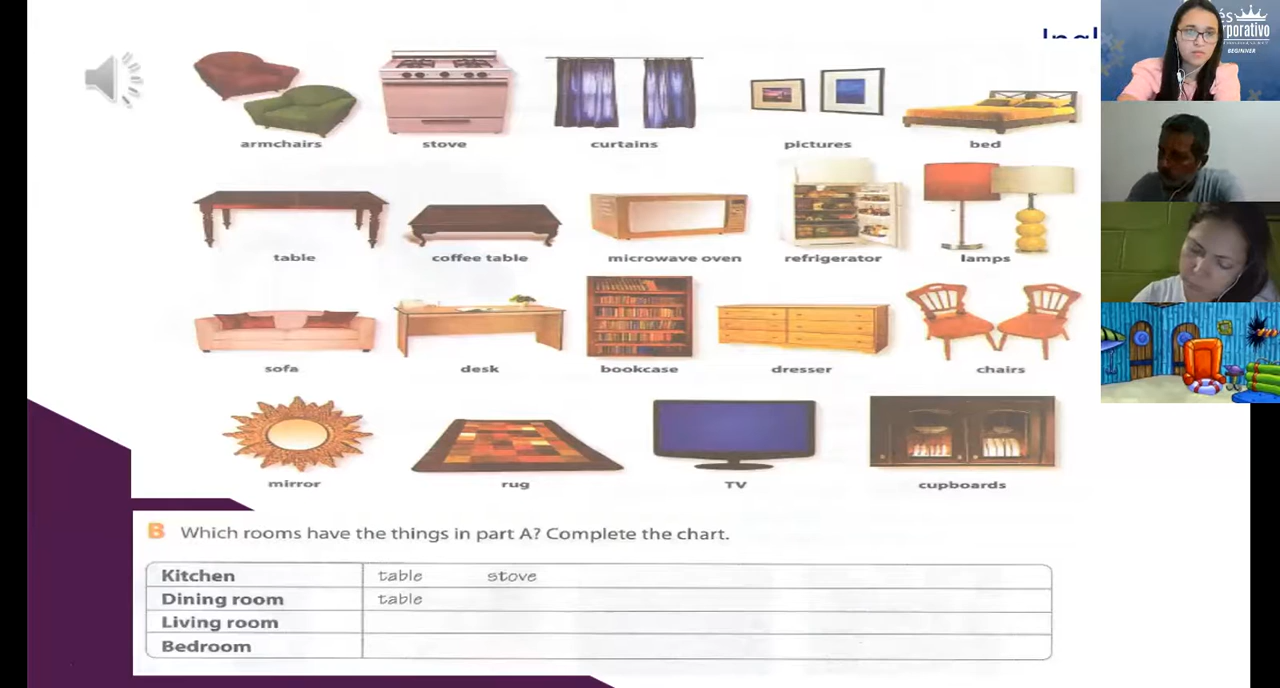 armchairs stove curtains pictures bed
table coffee table microwave oven refrigerator lamps
sofa desk bookcase dresser chairs
mirror rug TV cupboards
B Which rooms have the things in part A? Complete the chart.
Kitchen table stove
Dining room table
Living room
Bedroom
BEGINNER